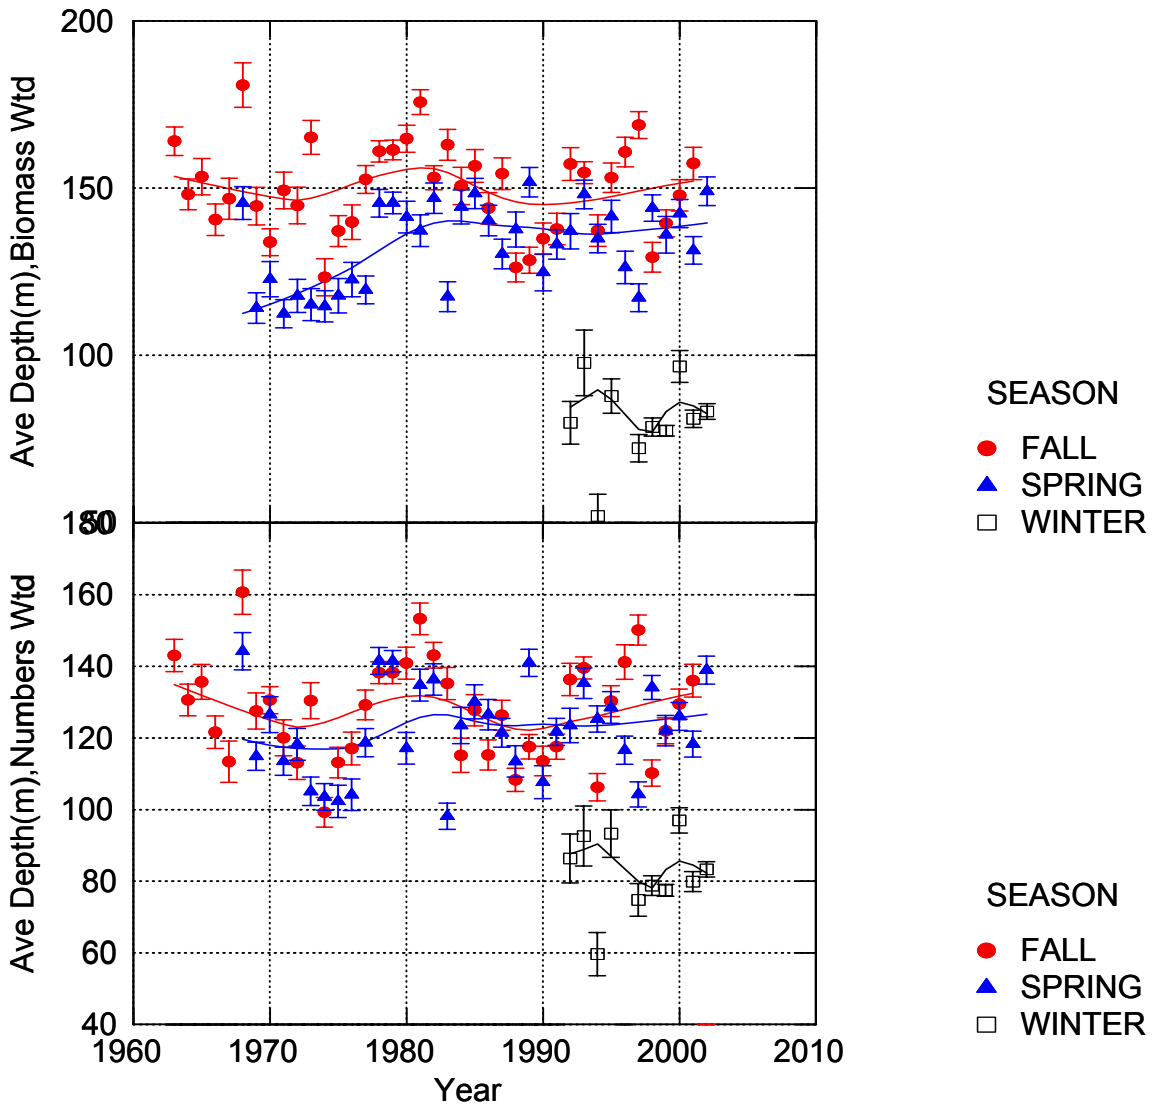 200
150
100
50
Ave Depth(m),Biomass Wtd
SEASON
FALL
SPRING
WINTER
180
160
140
120
100
80
60
40
Ave Depth(m),Numbers Wtd
1960 1970 1980 1990 2000 2010
Year
SEASON
FALL
SPRING
WINTER